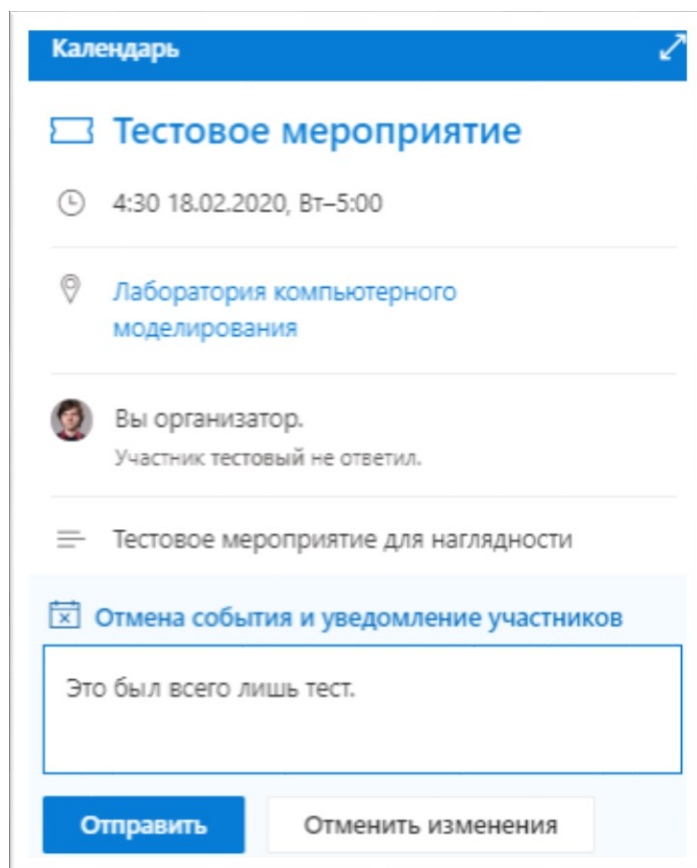 Календарь
Тестовое мероприятие
4:30 18.02.2020, Вт–5:00
Лаборатория компьютерного
моделирования
Вы организатор.
Участник тестовый не ответил.
Тестовое мероприятие для наглядности
Отмена события и уведомление участников
Это был всего лишь тест.
Отправить
Отменить изменения